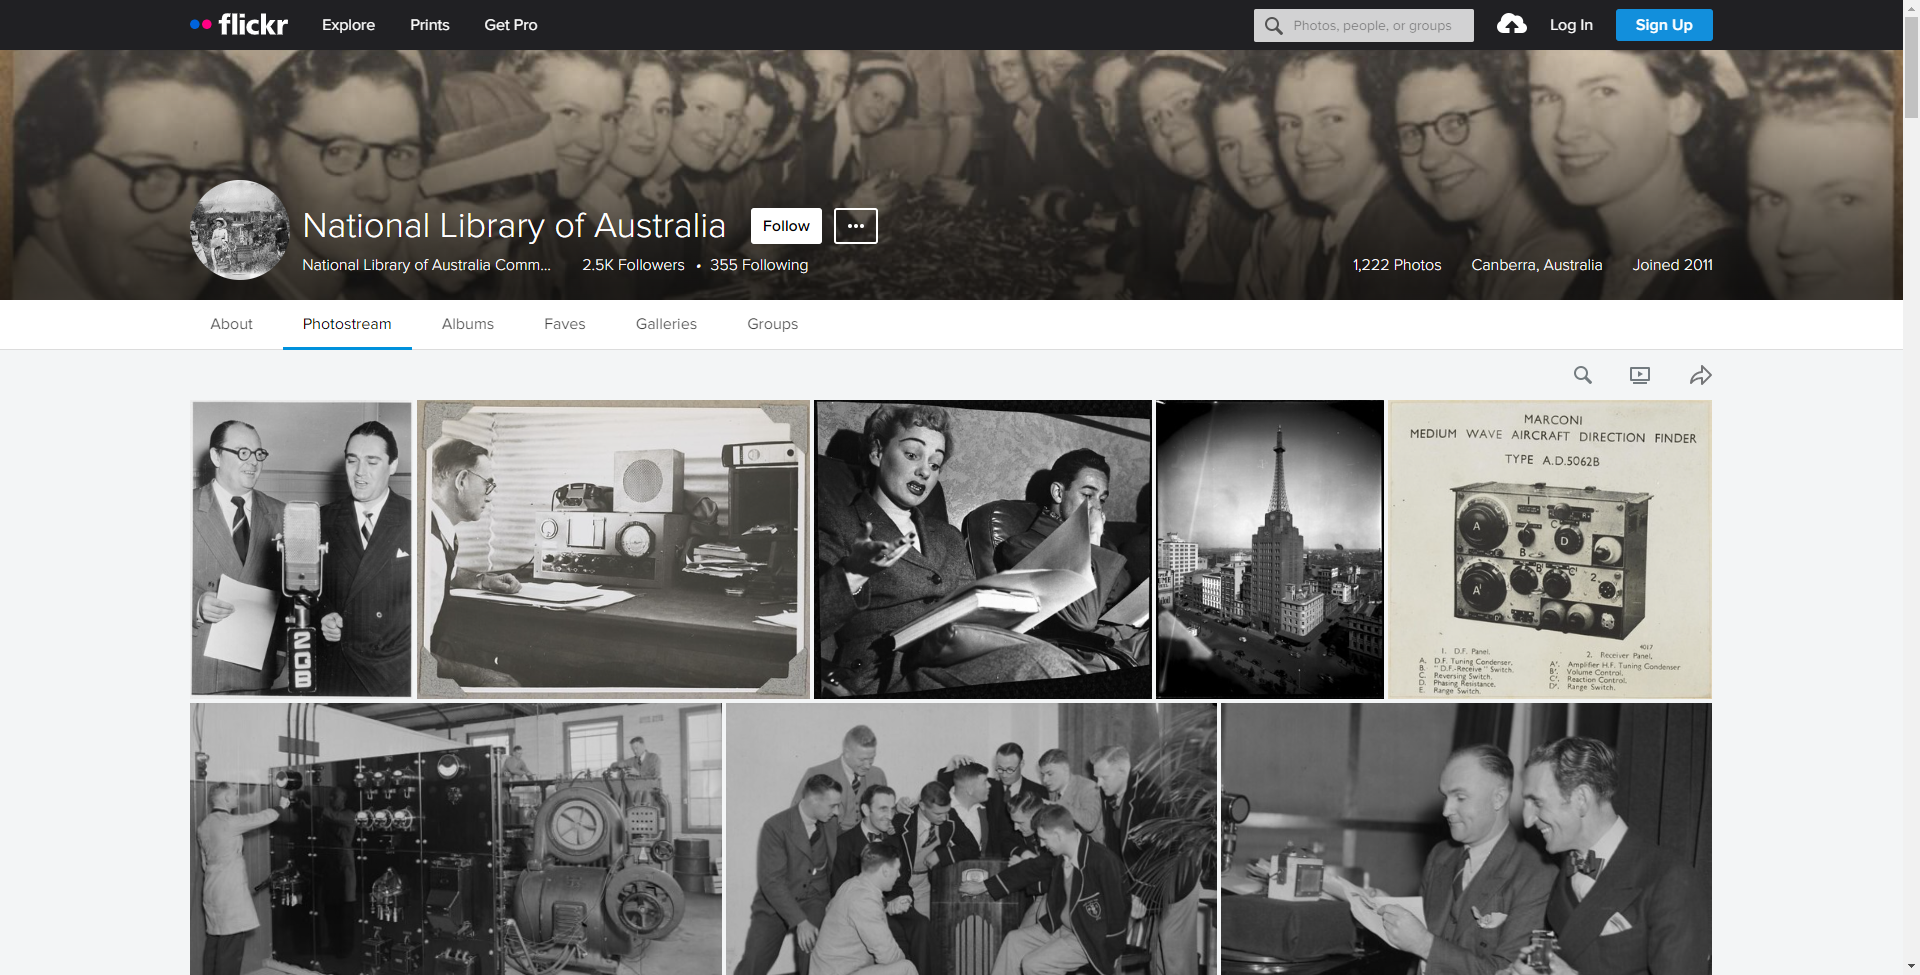 flickr Explore Prints Get Pro Photos, people, or groups Log In Sign Up
National Library of Australia Follow
National Library of Australia Comm... 2.5K Followers • 355 Following 1,222 Photos Canberra, Australia Joined 2011
About Photostream Albums Faves Galleries Groups
2QB
MARCONI
MEDIUM WAVE AIRCRAFT DIRECTION FINDER
TYPE A.D.5062B
A C D B
A' B' C' 2
4017
1. D.F. Panel.
A. D.F. Tuning Condenser.
B. "D.F.-Receive" Switch.
C. Reversing Switch.
D. Phasing Resistance.
E. Range Switch.
2. Receiver Panel.
A'. Amplifier H.F. Tuning Condenser
B'. Volume Control.
C'. Reaction Control.
D'. Range Switch.